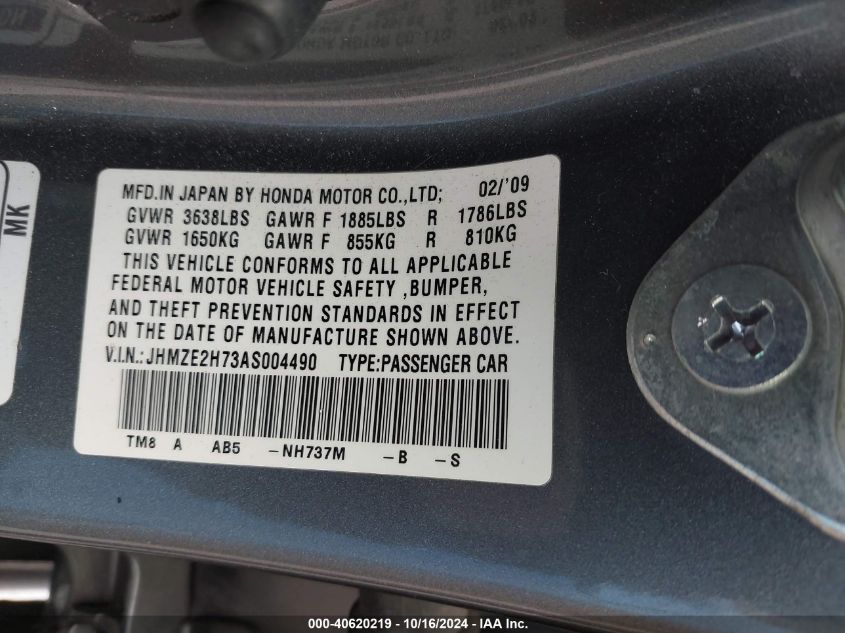 MFD.IN JAPAN BY HONDA MOTOR CO.,LTD; 02/'09
GVWR 3638LBS GAWR F 1885LBS R 1786LBS
GVWR 1650KG GAWR F 855KG R 810KG
THIS VEHICLE CONFORMS TO ALL APPLICABLE
FEDERAL MOTOR VEHICLE SAFETY ,BUMPER,
AND THEFT PREVENTION STANDARDS IN EFFECT
ON THE DATE OF MANUFACTURE SHOWN ABOVE.
V.I.N.:JHMZE2H73AS004490 TYPE:PASSENGER CAR
TM8 A AB5 -NH737M -B -S
MK
000-40620219 - 10/16/2024 - IAA Inc.